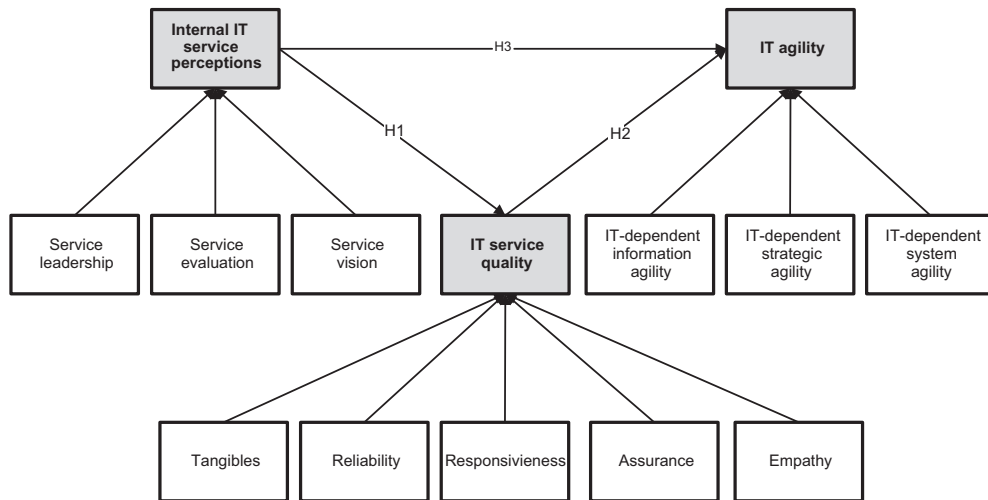 Internal IT
service
perceptions
H3
IT agility
H1
H2
Service
leadership
Service
evaluation
Service
vision
IT service
quality
IT-dependent
information
agility
IT-dependent
strategic
agility
IT-dependent
system
agility
Tangibles
Reliability
Responsivieness
Assurance
Empathy